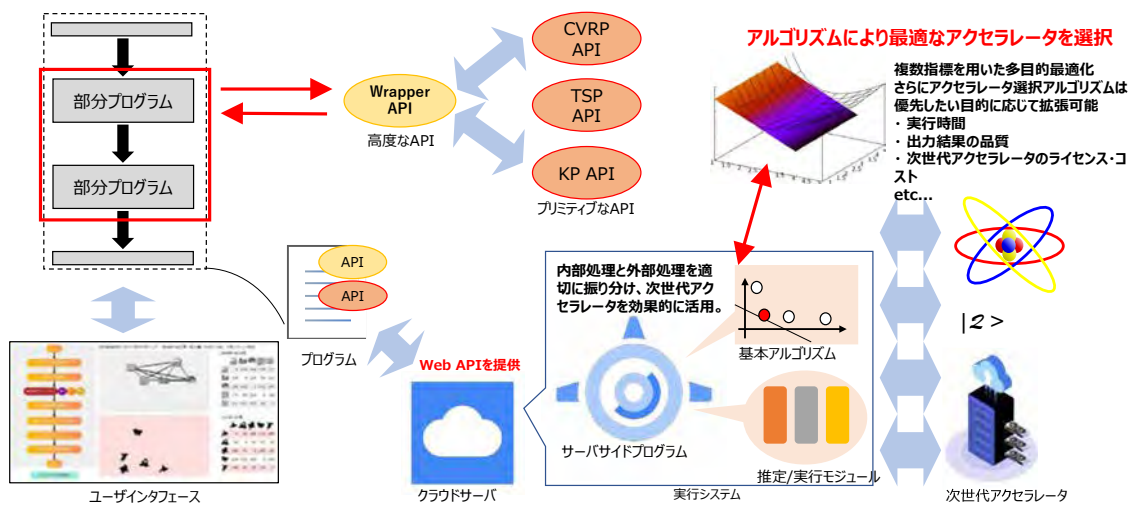 部分プログラム
部分プログラム
Wrapper
API
高度なAPI
CVRP
API
TSP
API
KP API
プリミティブなAPI
アルゴリズムにより最適なアクセラレータを選択
複数指標を用いた多目的最適化
さらにアクセラレータ選択アルゴリズムは
優先したい目的に応じて拡張可能
・実行時間
・出力結果の品質
・次世代アクセラレータのライセンス・コ
スト
etc…
API
API
プログラム
Web APIを提供
クラウドサーバ
ユーザインタフェース
内部処理と外部処理を適
切に振り分け、次世代アク
セラレータを効果的に活用。
基本アルゴリズム
サーバサイドプログラム
推定/実行モジュール
実行システム
|2>
次世代アクセラレータ